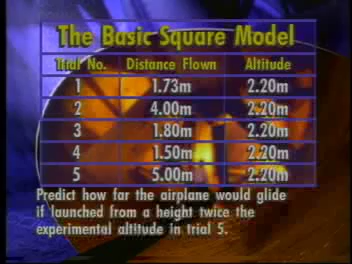 The Basic Square Model
Trial No. Distance Flown Altitude
1 1.73m 2.20m
2 4.00m 2.20m
3 1.80m 2.20m
4 1.50m 2.20m
5 5.00m 2.20m
Predict how far the airplane would glide
if launched from a height twice the
experimental altitude in trial 5.